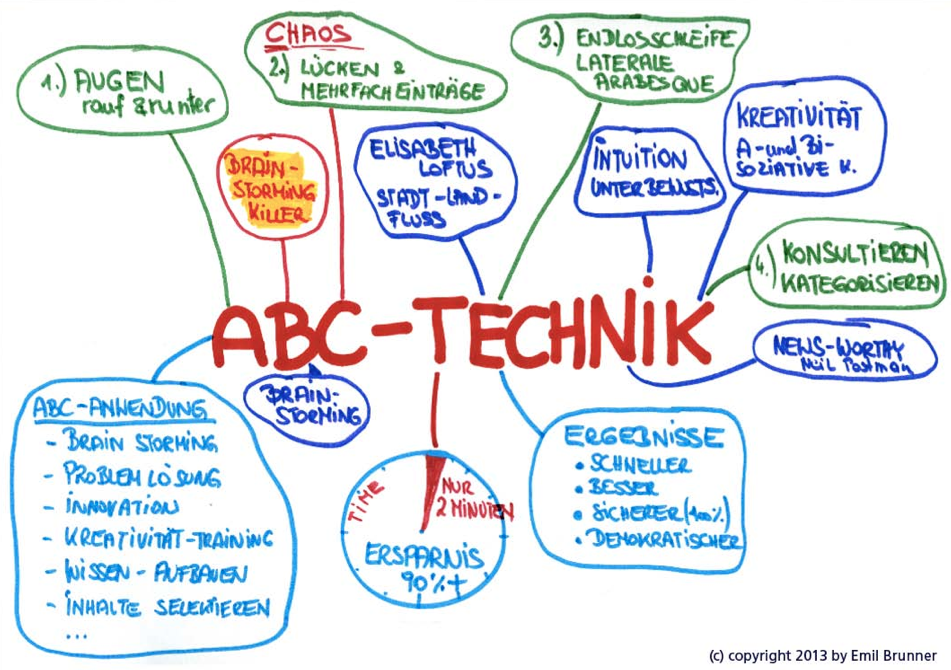 1.) AUGEN
rauf & runter
CHAOS
2.) LÜCKEN &
MEHRFACHEINTRÄGE
3.) ENDLOSSCHLEIFE
LATERALE
ARABESQUE
BRAIN-
STORMING
KILLER
ELISABETH
LOFTUS
STADT-LAND-
FLUSS
INTUITION
UNTERBEWUSTS.
KREATIVITÄT
A-und Bi-
SOZIATIVE K.
4.) KONSULTIEREN
KATEGORISIEREN
ABC-TECHNIK
NEWS-WORTHY
Neil Postman
BRAIN-
STORMING
ABC-ANWENDUNG
- BRAIN STORMING
- PROBLEM LÖSUNG
- INNOVATION
- KREATIVITÄT-TRAINING
- WISSEN-AUFBAUEN
- INHALTE SELEKTIEREN
...
TIME
NUR
2 MINUTEN
ERSPARNIS
90%+
ERGEBNISSE
• SCHNELLER
• BESSER
• SICHERER (100%)
• DEMOKRATISCHER
(c) copyright 2013 by Emil Brunner